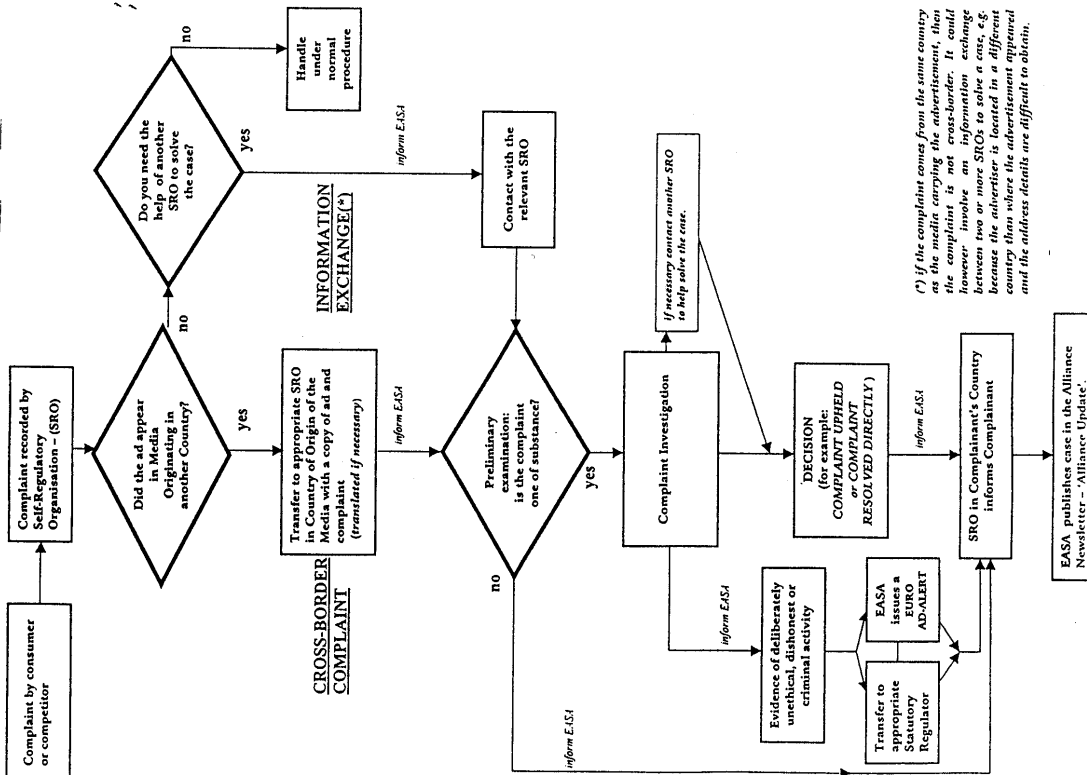 Complaint by consumer
or competitor
Complaint recorded by
Self-Regulatory
Organisation – (SRO)
Did the ad appear
in Media
Originating in
another Country?
no
yes
Do you need the
help of another
SRO to solve
the case?
no
yes
Handle
under
normal
procedure
CROSS-BORDER
COMPLAINT
Transfer to appropriate SRO
in Country of Origin of the
Media with a copy of ad and
complaint
(translated if necessary)
INFORMATION
EXCHANGE(*)
inform EASA
inform EASA
Contact with the
relevant SRO
Preliminary
examination:
is the complaint
one of substance?
no
yes
inform EASA
Complaint Investigation
if necessary contact another SRO
to help solve the case.
inform EASA
Evidence of deliberately
unethical, dishonest or
criminal activity
Transfer to
appropriate
Statutory
Regulator
EASA
issues a
EURO
AD-ALERT
DECISION
(for example:
COMPLAINT UPHELD
or COMPLAINT
RESOLVED DIRECTLY )
inform EASA
SRO in Complainant's Country
informs Complainant
EASA publishes case in the Alliance
Newsletter – 'Alliance Update'.
(*) if the complaint comes from the same country
as the media carrying the advertisement, then
the complaint is not cross-border. It could
however involve an information exchange
between two or more SROs to solve a case, e.g.
because the advertiser is located in a different
country than where the advertisement appeared
and the address details are difficult to obtain.